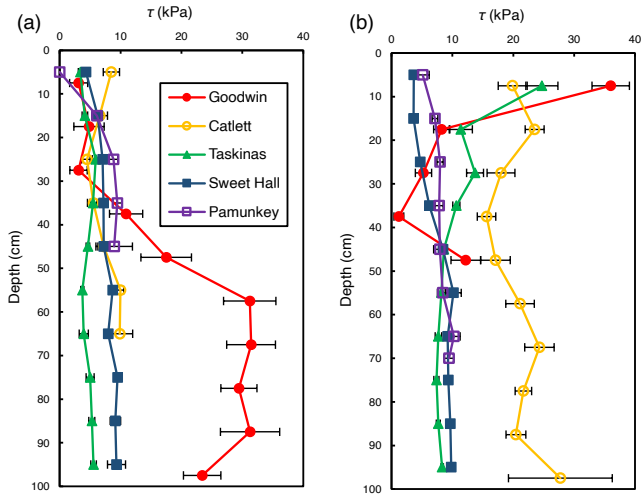 (a)
τ (kPa)
0 10 20 30 40
0
10
20
30
40
50
60
70
80
90
100
Depth (cm)
Goodwin
Catlett
Taskinas
Sweet Hall
Pamunkey
(b)
τ (kPa)
0 10 20 30 40
0
10
20
30
40
50
60
70
80
90
100
Depth (cm)